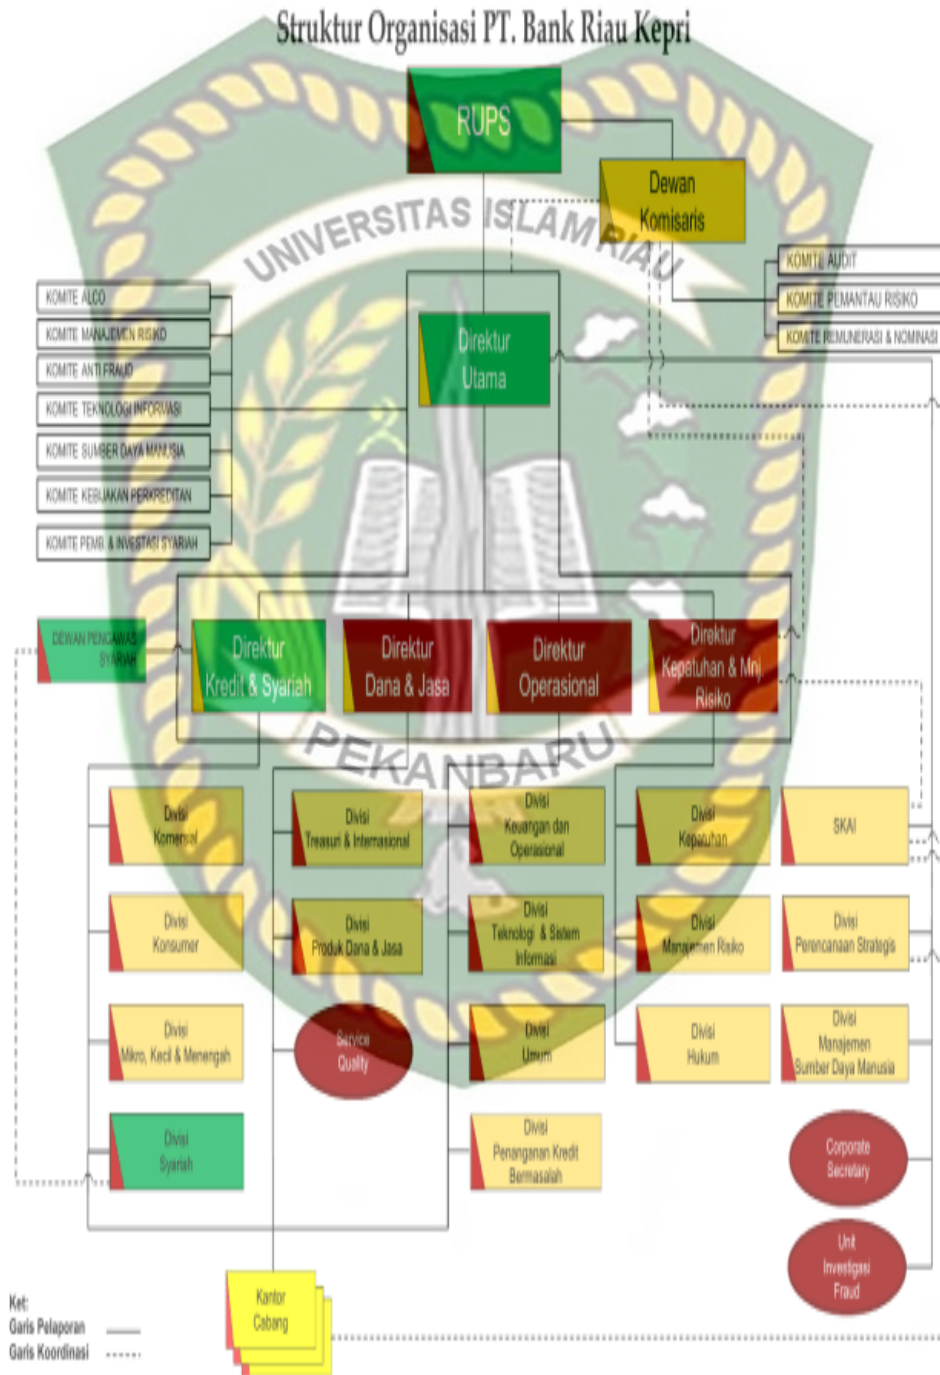 Struktur Organisasi PT. Bank Riau Kepri
RUPS
Dewan
Komisaris
UNIVERSITAS ISLAM RIAU
KOMITE AUDIT
KOMITE PEMANTAU RISIKO
KOMITE REMUNERASI & NOMINASI
KOMITE ALCO
KOMITE MANAJEMEN RISIKO
KOMITE ANTI FRAUD
KOMITE TEKNOLOGI INFORMASI
KOMITE SUMBER DAYA MANUSIA
KOMITE KEBIJAKAN PERKREDITAN
KOMITE PEMB. & INVESTASI SYARIAH
Direktur
Utama
DEWAN PENGAWAS
SYARIAH
Direktur
Kredit & Syariah
Direktur
Dana & Jasa
Direktur
Operasional
Direktur
Kepatuhan & Mnj.
Risiko
PEKANBARU
Divisi
Komersial
Divisi
Treasuri & Internasional
Divisi
Keuangan dan
Operasional
Divisi
Kepatuhan
SKAI
Divisi
Konsumer
Divisi
Produk Dana & Jasa
Divisi
Teknologi & Sistem
Informasi
Divisi
Manajemen Risiko
Divisi
Perencanaan Strategis
Divisi
Mikro, Kecil & Menengah
Service
Quality
Divisi
Umum
Divisi
Hukum
Divisi
Manajemen
Sumber Daya Manusia
Divisi
Syariah
Divisi
Penanganan Kredit
Bermasalah
Corporate
Secretary
Unit
Investigasi
Fraud
Kantor
Cabang
Ket:
Garis Pelaporan
Garis Koordinasi